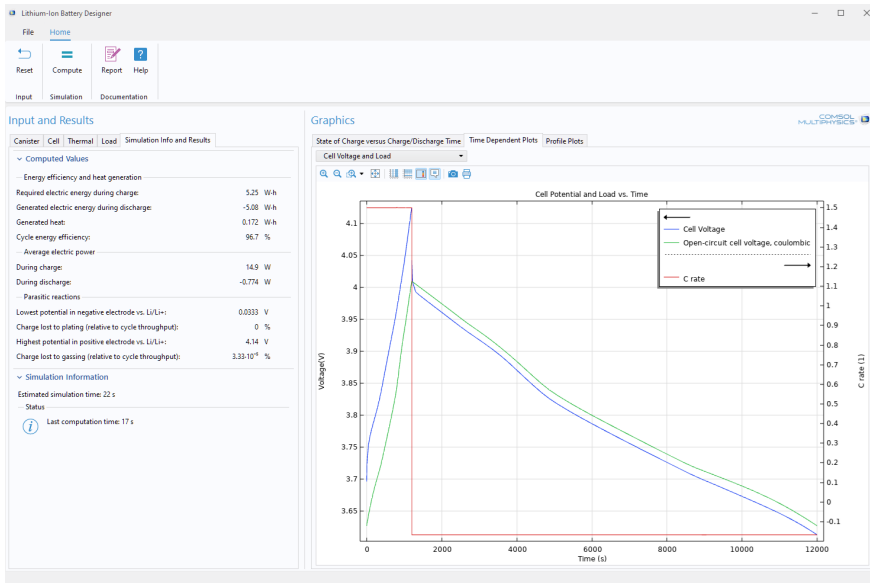 Lithium-Ion Battery Designer
File Home
Reset Compute Report Help
Input Simulation Documentation
Input and Results
Canister Cell Thermal Load Simulation Info and Results
Computed Values
Energy efficiency and heat generation
Required electric energy during charge: 5.25 W·h
Generated electric energy during discharge: -5.08 W·h
Generated heat: 0.172 W·h
Cycle energy efficiency: 96.7 %
Average electric power
During charge: 14.9 W
During discharge: -0.774 W
Parasitic reactions
Lowest potential in negative electrode vs. Li/Li+: 0.0333 V
Charge lost to plating (relative to cycle throughput): 0 %
Highest potential in positive electrode vs. Li/Li+: 4.14 V
Charge lost to gassing (relative to cycle throughput): %
Simulation Information
Estimated simulation time: 22 s
Status
Last computation time: 17 s
Graphics
COMSOL
MULTIPHYSICS
State of Charge versus Charge/Discharge Time Time Dependent Plots Profile Plots
Cell Voltage and Load
Cell Potential and Load vs. Time
Cell Voltage
Open-circuit cell voltage, coulombic
C rate
Voltage(V)
4.1
4.05
4
3.95
3.9
3.85
3.8
3.75
3.7
3.65
1.5
1.4
1.3
1.2
1.1
1
0.9
0.8
0.7
0.6
0.5
0.4
0.3
0.2
0.1
0
-0.1
C rate (1)
0 2000 4000 6000 8000 10000 12000
Time (s)